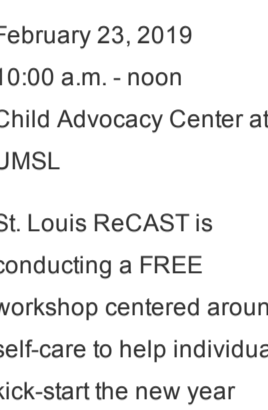 February 23, 2019
10:00 a.m. - noon
Child Advocacy Center at
UMSL
St. Louis ReCAST is
conducting a FREE
workshop centered aroun
self-care to help individua
kick-start the new year